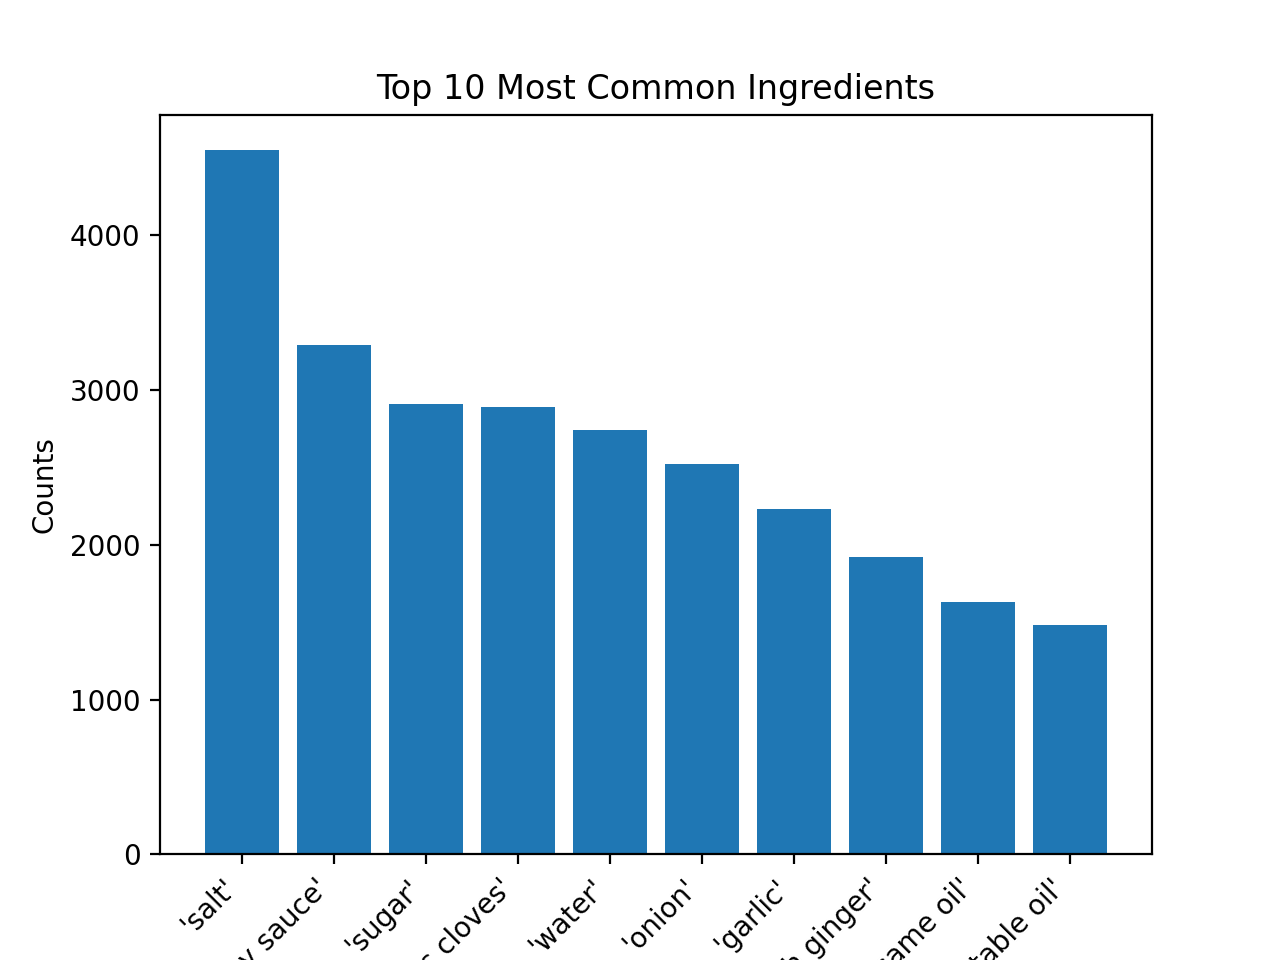 Top 10 Most Common Ingredients
Counts
4000
3000
2000
1000
0
'salt'
sauce'
'sugar'
cloves'
'water'
'onion'
'garlic'
ginger'
oil'
oil'